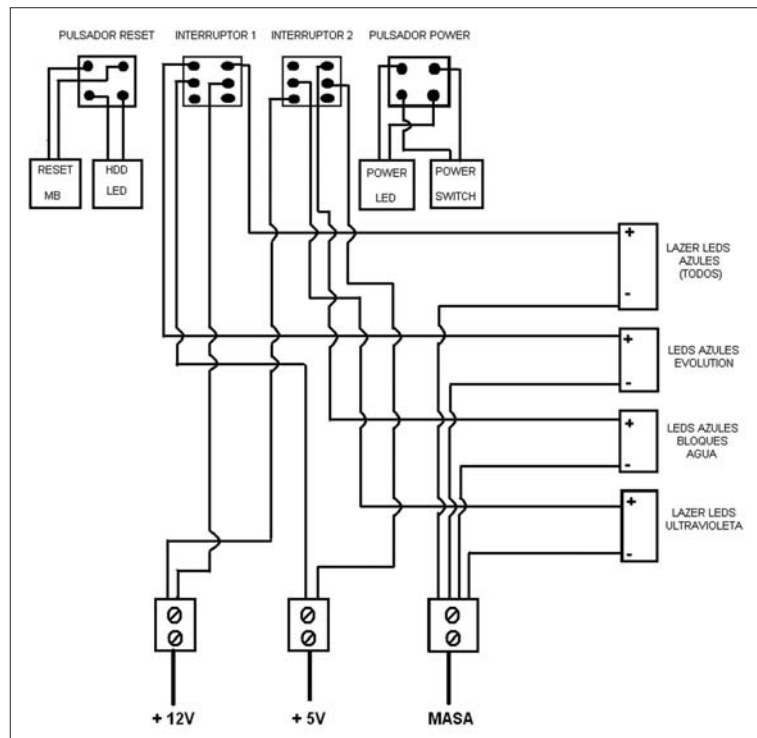 PULSADOR RESET
INTERRUPTOR 1
INTERRUPTOR 2
PULSADOR POWER
RESET
MB
HDD
LED
POWER
LED
POWER
SWITCH
+
-
LAZER LEDS
AZULES
(TODOS)
+
-
LEDS AZULES
EVOLUTION
+
-
LEDS AZULES
BLOQUES
AGUA
+
-
LAZER LEDS
ULTRAVIOLETA
+ 12V
+ 5V
MASA